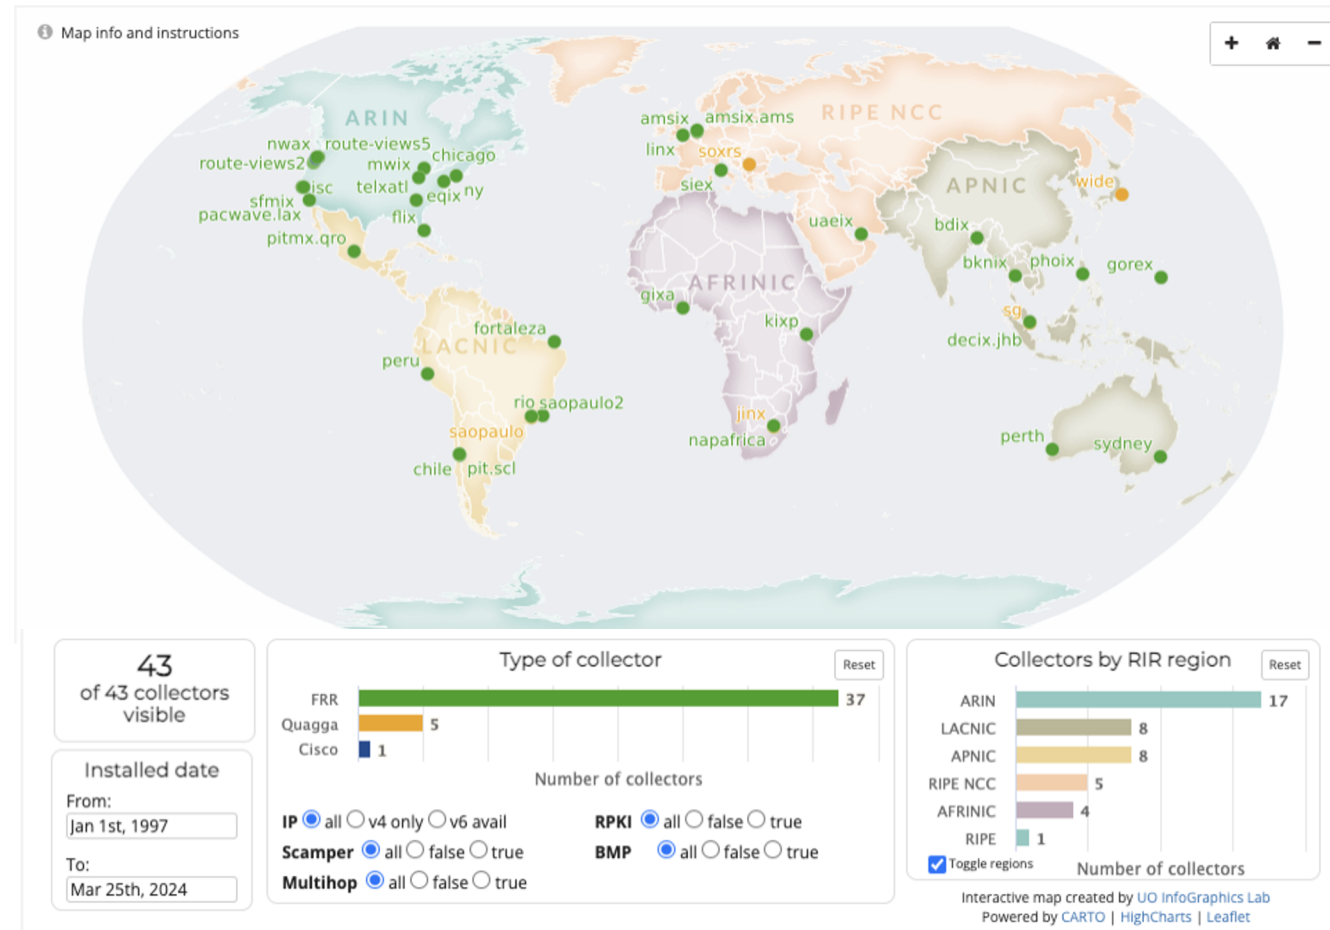 Map info and instructions
ARIN
RIPE NCC
amsix
amsix.ams
nwax
route-views5
linx
soxrs
route-views2
mwix
chicago
siex
APNIC
wide
isc
telxatl
eqix
ny
sfmix
pacwave.lax
flix
uaeix
bdix
pitmx.qro
bknix
phoix
gorex
AFRINIC
gixa
sg
kixp
fortaleza
LACNIC
decix.jhb
peru
rio
saopaulo2
jinx
saopaulo
napafrica
perth
sydney
chile
pit.scl
43
of 43 collectors
visible
Installed date
From:
Jan 1st, 1997
To:
Mar 25th, 2024
Type of collector
Reset
FRR 37
Quagga 5
Cisco 1
Number of collectors
IP all v4 only v6 avail
RPKI all false true
Scamper all false true
BMP all false true
Multihop all false true
Collectors by RIR region
Reset
ARIN 17
LACNIC 8
APNIC 8
RIPE NCC 5
AFRINIC 4
RIPE 1
Toggle regions
Number of collectors
Interactive map created by UO InfoGraphics Lab
Powered by CARTO | HighCharts | Leaflet